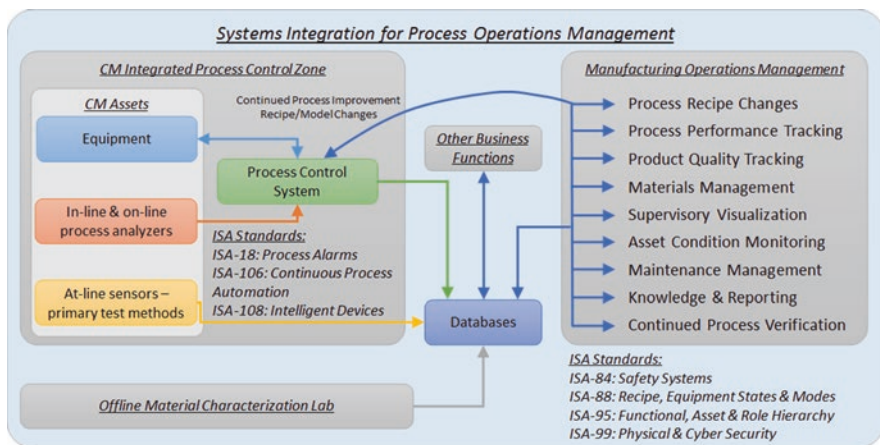 Systems Integration for Process Operations Management
CM Integrated Process Control Zone
CM Assets
Equipment
In-line & on-line
process analyzers
At-line sensors –
primary test methods
Continued Process Improvement
Recipe/Model Changes
Process Control
System
ISA Standards:
ISA-18: Process Alarms
ISA-106: Continuous Process
Automation
ISA-108: Intelligent Devices
Offline Material Characterization Lab
Other Business
Functions
Databases
Manufacturing Operations Management
Process Recipe Changes
Process Performance Tracking
Product Quality Tracking
Materials Management
Supervisory Visualization
Asset Condition Monitoring
Maintenance Management
Knowledge & Reporting
Continued Process Verification
ISA Standards:
ISA-84: Safety Systems
ISA-88: Recipe, Equipment States & Modes
ISA-95: Functional, Asset & Role Hierarchy
ISA-99: Physical & Cyber Security